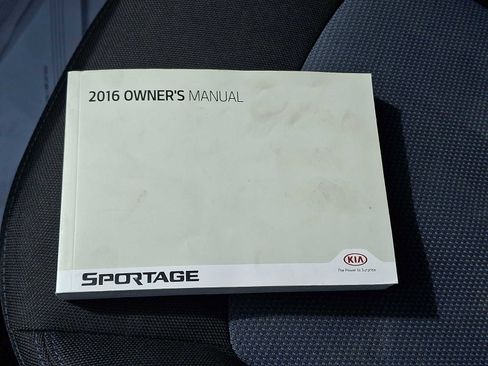 2016 OWNER'S MANUAL
SPORTAGE
KIA
The Power to Surprise